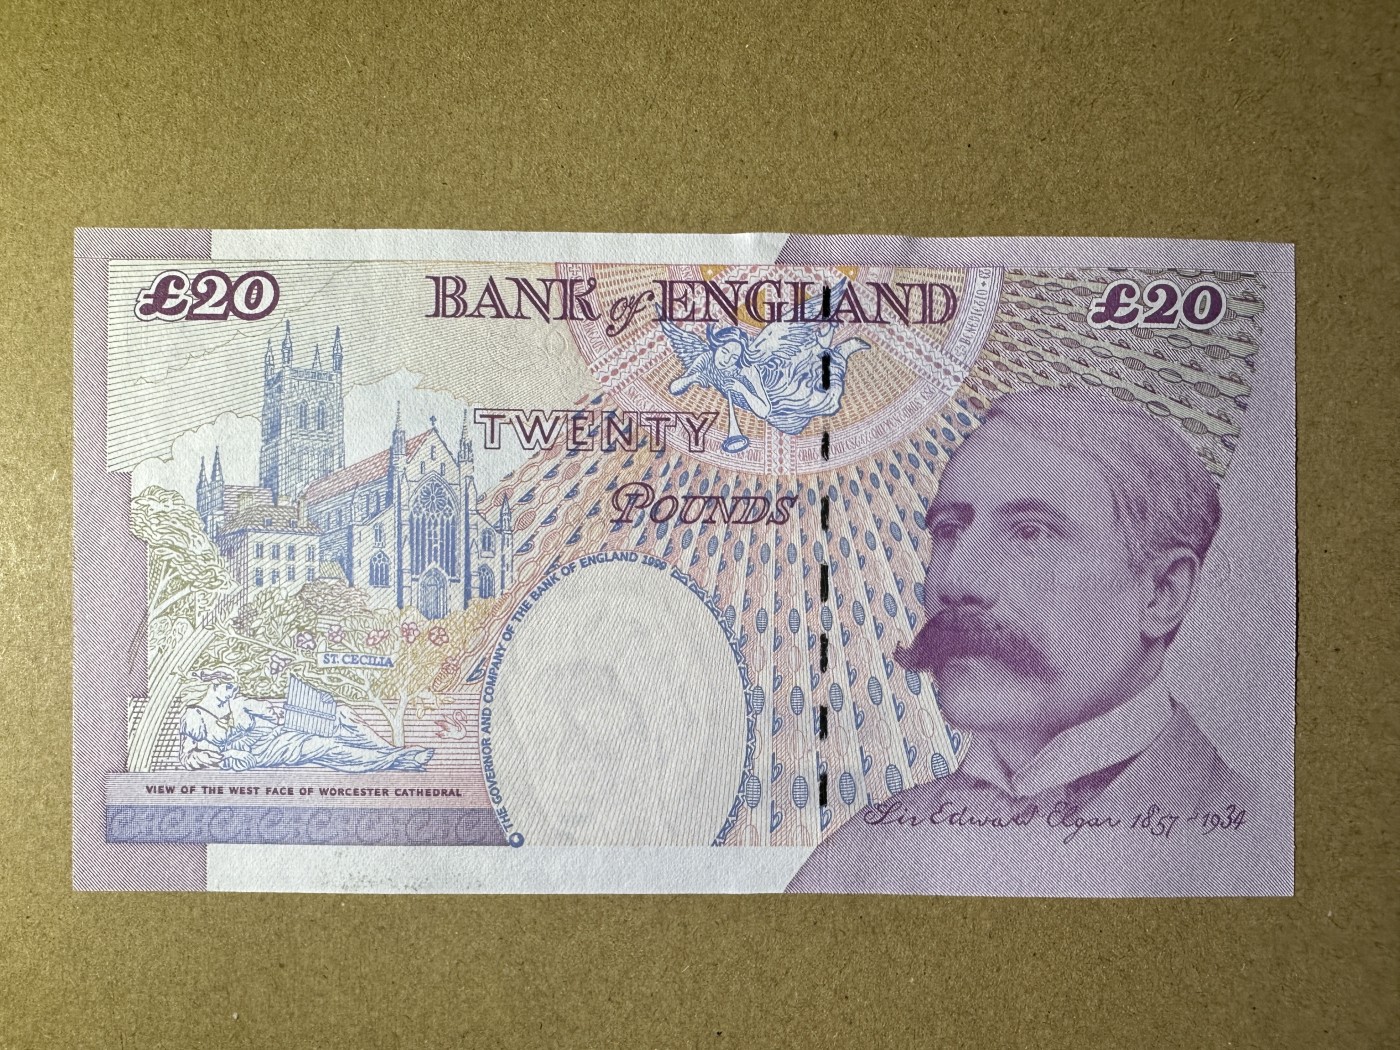 £20
BANK of ENGLAND
£20
TWENTY
POUNDS
THE GOVERNOR AND COMPANY OF THE BANK OF ENGLAND 1999
ST. CECILIA
VIEW OF THE WEST FACE OF WORCESTER CATHEDRAL
Sir Edward Elgar 1857-1934